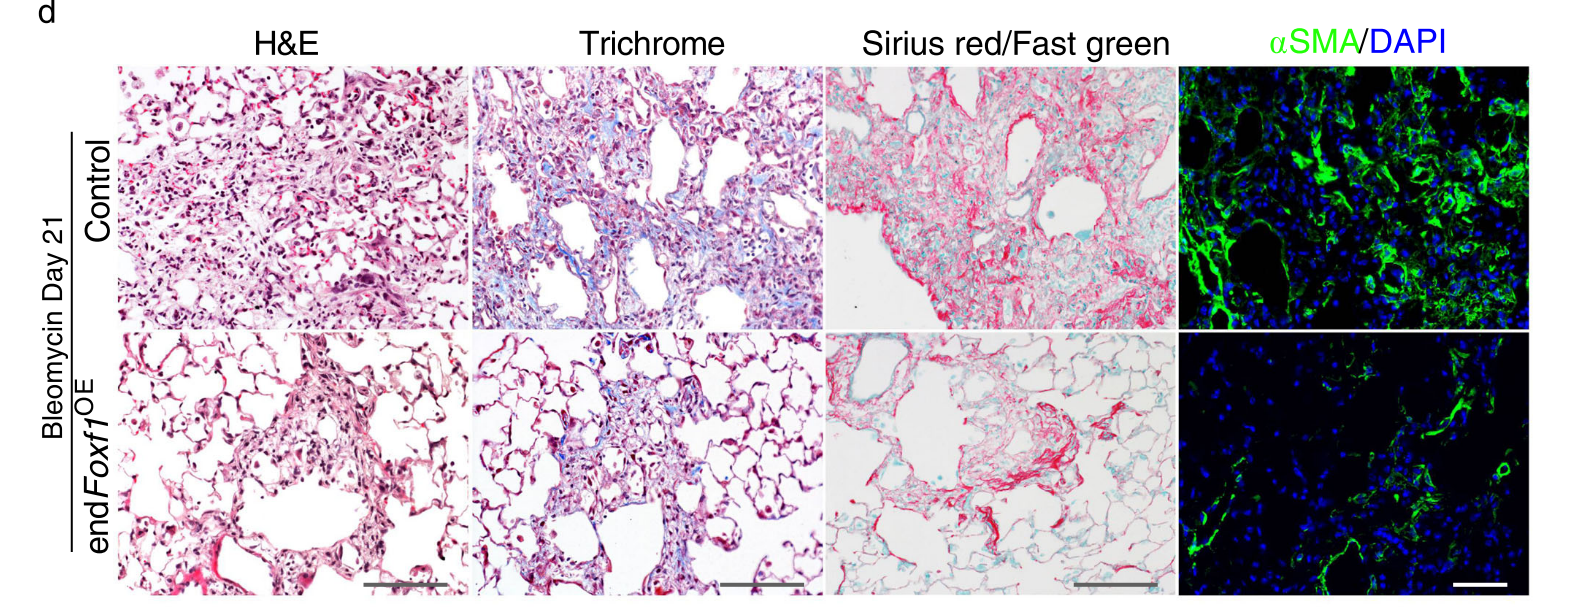 d
H&E
Trichrome
Sirius red/Fast green
αSMA/DAPI
Bleomycin Day 21
Control
endFoxf1OE